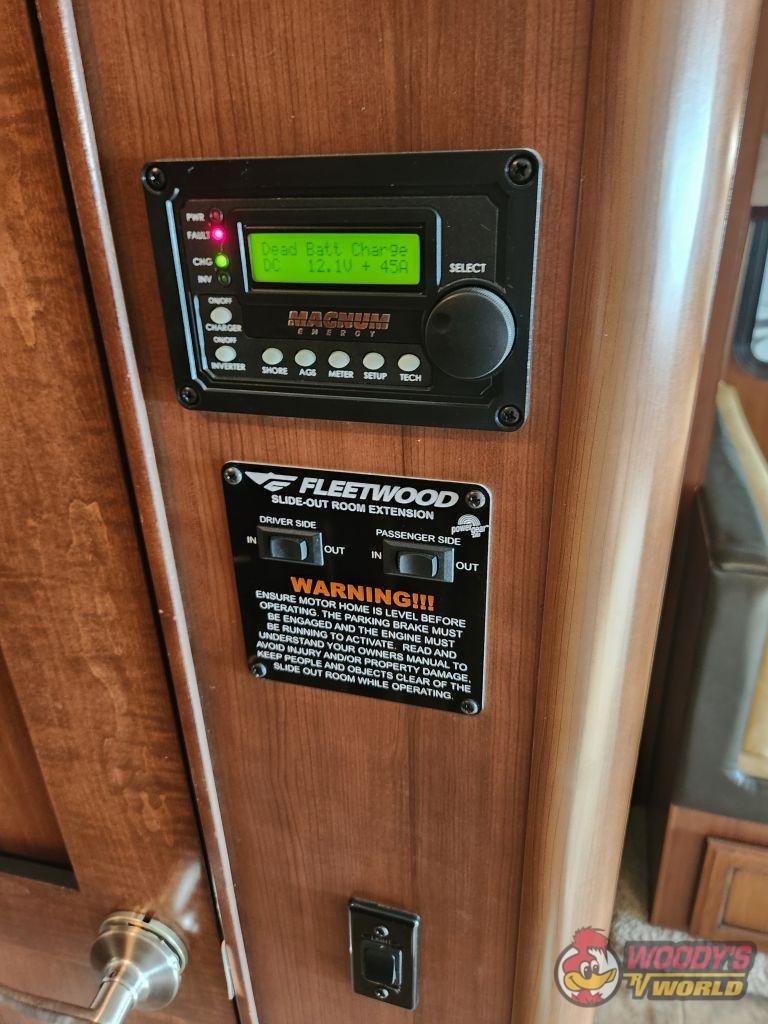 PWR
FAULT
CHG
INV
Dead Batt Charge
DC 12.1V + 45A
SELECT
ON/OFF
CHARGER
ON/OFF
INVERTER
MAGNUM
ENERGY
SHORE AGS METER SETUP TECH
FLEETWOOD
SLIDE-OUT ROOM EXTENSION
powergear
DRIVER SIDE PASSENGER SIDE
IN OUT IN OUT
WARNING!!!
ENSURE MOTOR HOME IS LEVEL BEFORE
OPERATING. THE PARKING BRAKE MUST
BE ENGAGED AND THE ENGINE MUST
BE RUNNING TO ACTIVATE. READ AND
UNDERSTAND YOUR OWNERS MANUAL TO
AVOID INJURY AND/OR PROPERTY DAMAGE,
KEEP PEOPLE AND OBJECTS CLEAR OF THE
SLIDE OUT ROOM WHILE OPERATING.
LIGHT
WOODY'S
RV WORLD